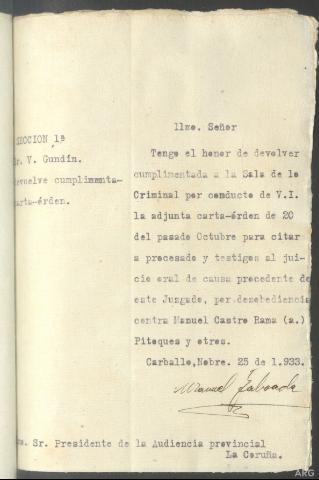 Ilmo. Señor
SECCION 1ª
Sr. V. Gundín.
Devuelve cumplimenta-
carta-órden.
Tengo el honor de devolver
cumplimentada a la Sala de lo
Criminal por conducto de V.I.
la adjunta carta-órden de 20
del pasado Octubre para citar
a procesado y testigos al jui-
cio oral de causa procedente de
este Juzgado, por desobediencia
contra Manuel Castro Rama (a.)
Pitoques y otros.
Carballo, Nobre. 25 de 1.933.
Manuel Taboada
Ilmo. Sr. Presidente de la Audiencia provincial
La Coruña.
ARG